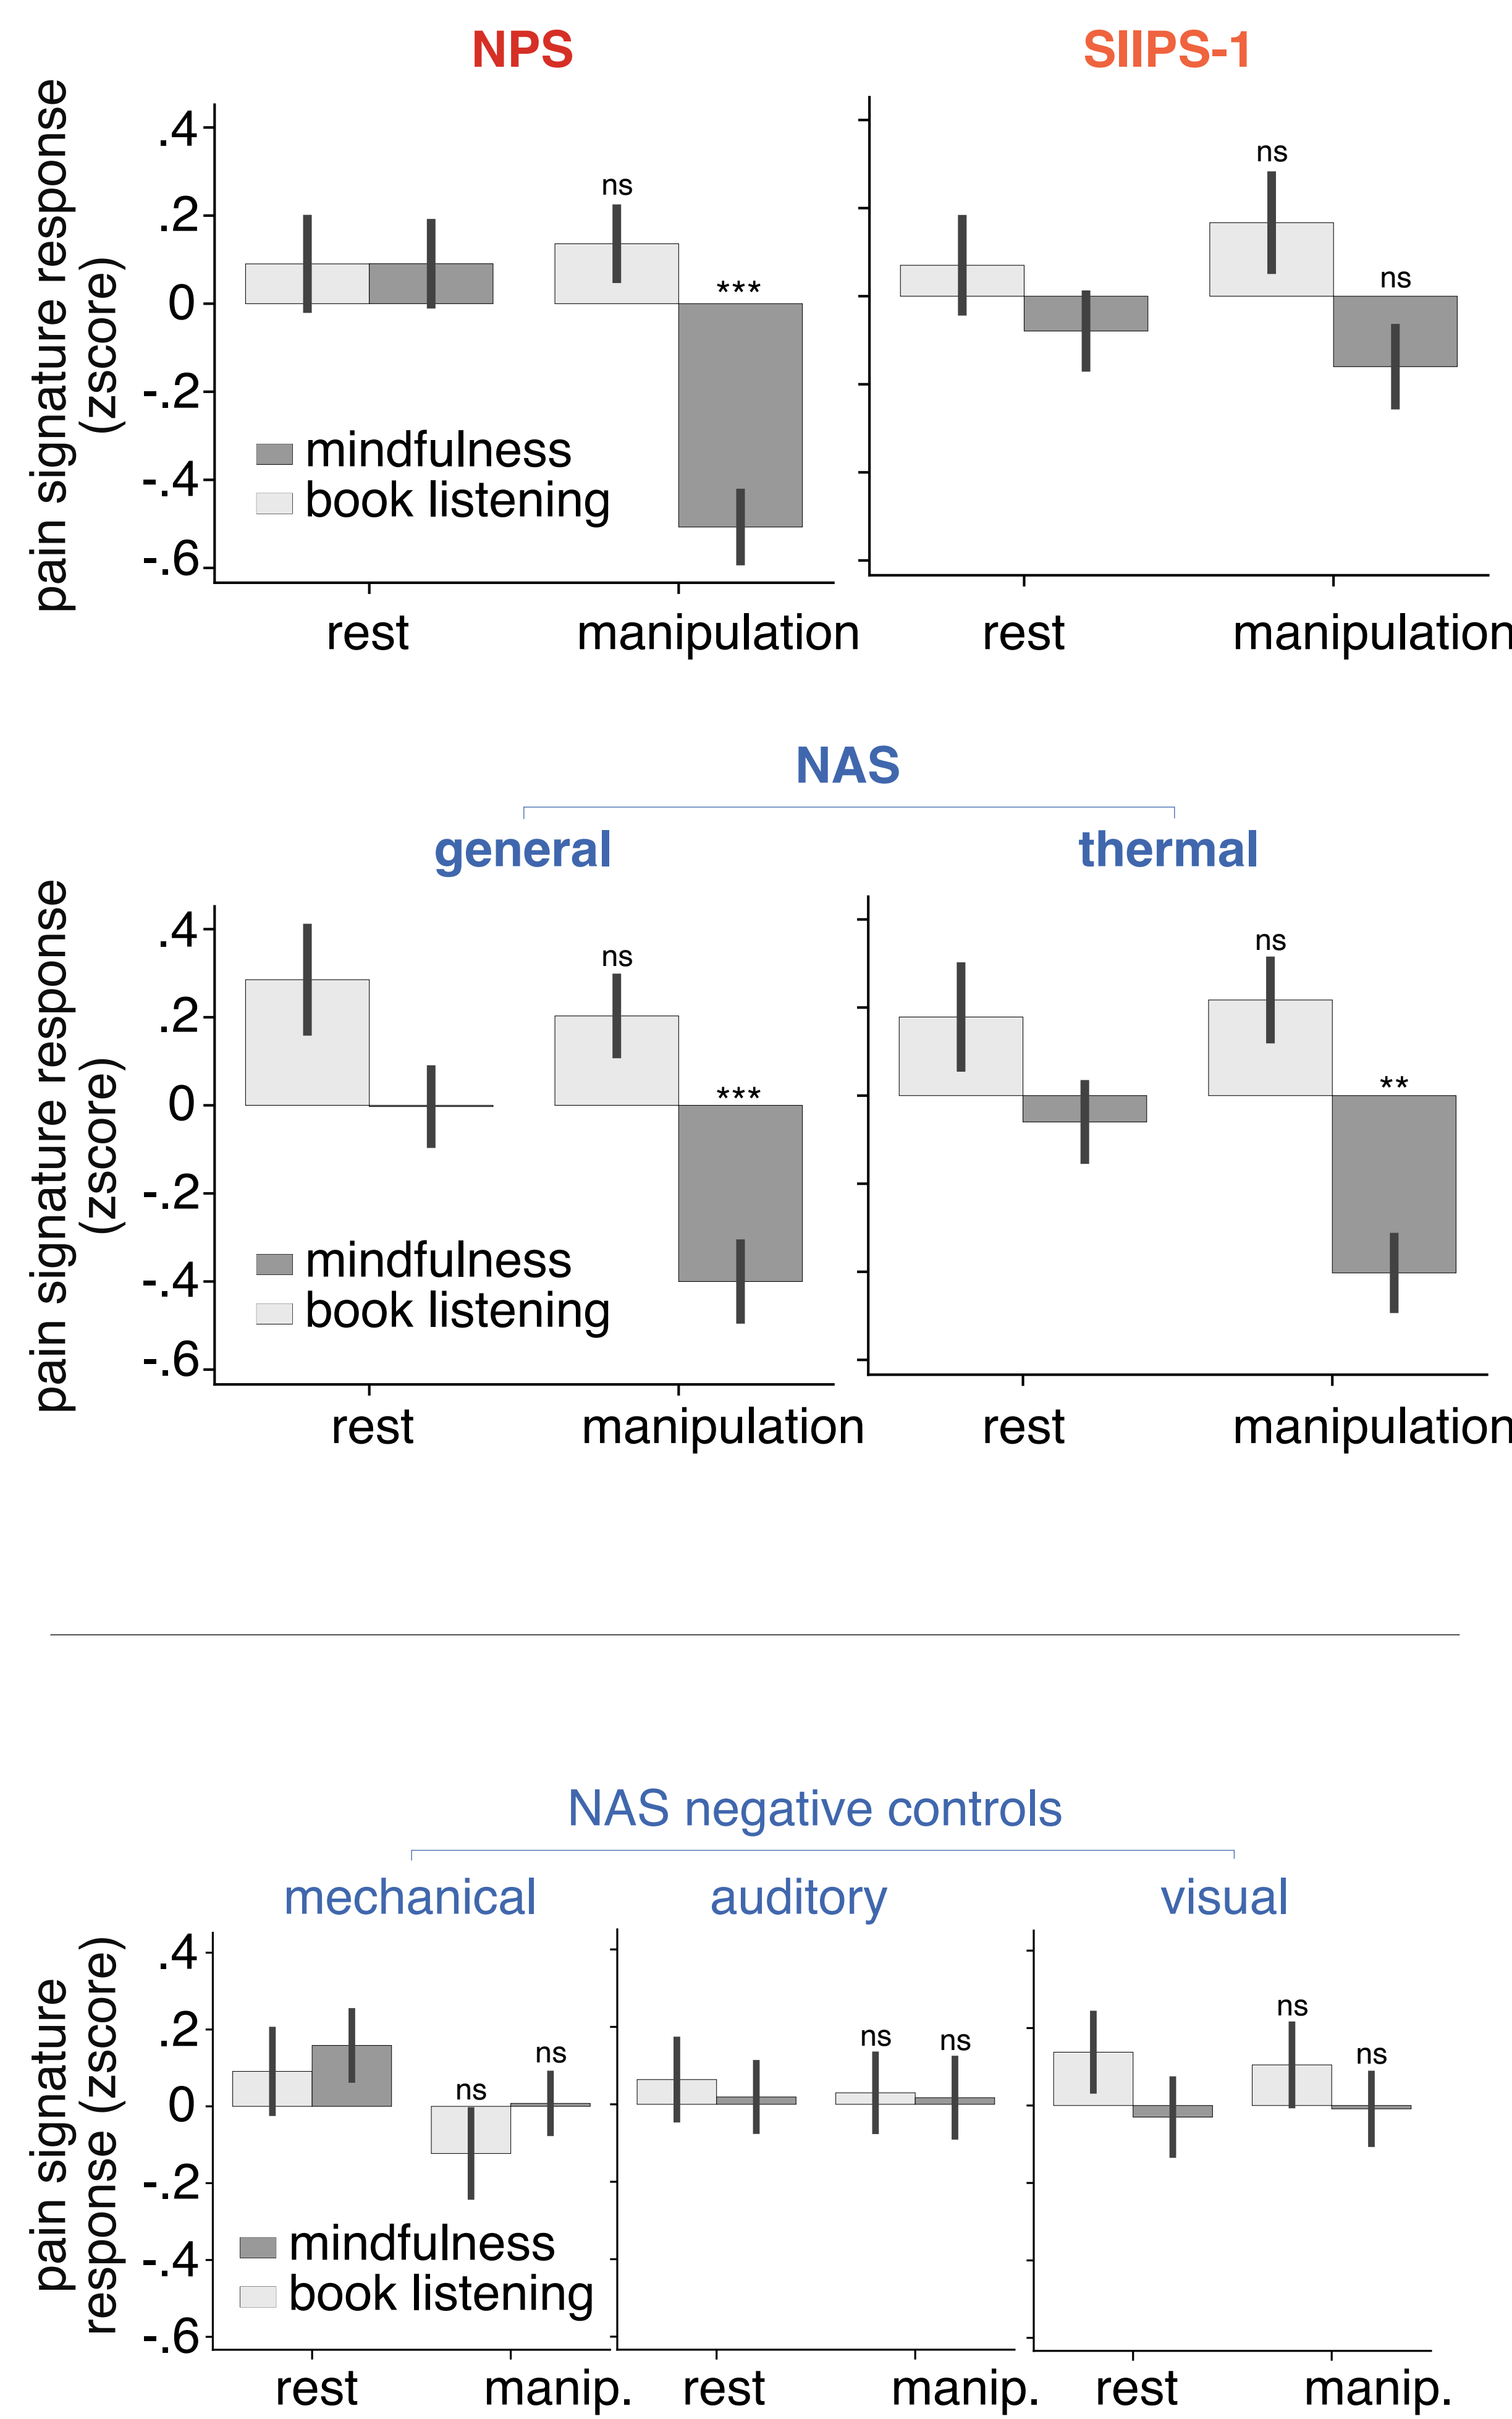 NPS
SIIPS-1
pain signature response
(zscore)
.4
.2
0
-.2
-.4
-.6
ns
***
ns
ns
mindfulness
book listening
rest
manipulation
rest
manipulation
NAS
general
thermal
pain signature response
(zscore)
.4
.2
0
-.2
-.4
-.6
ns
***
ns
**
mindfulness
book listening
rest
manipulation
rest
manipulation
NAS negative controls
mechanical
auditory
visual
pain signature
response (zscore)
.4
.2
0
-.2
-.4
-.6
ns
ns
ns
ns
ns
ns
mindfulness
book listening
rest
manip.
rest
manip.
rest
manip.